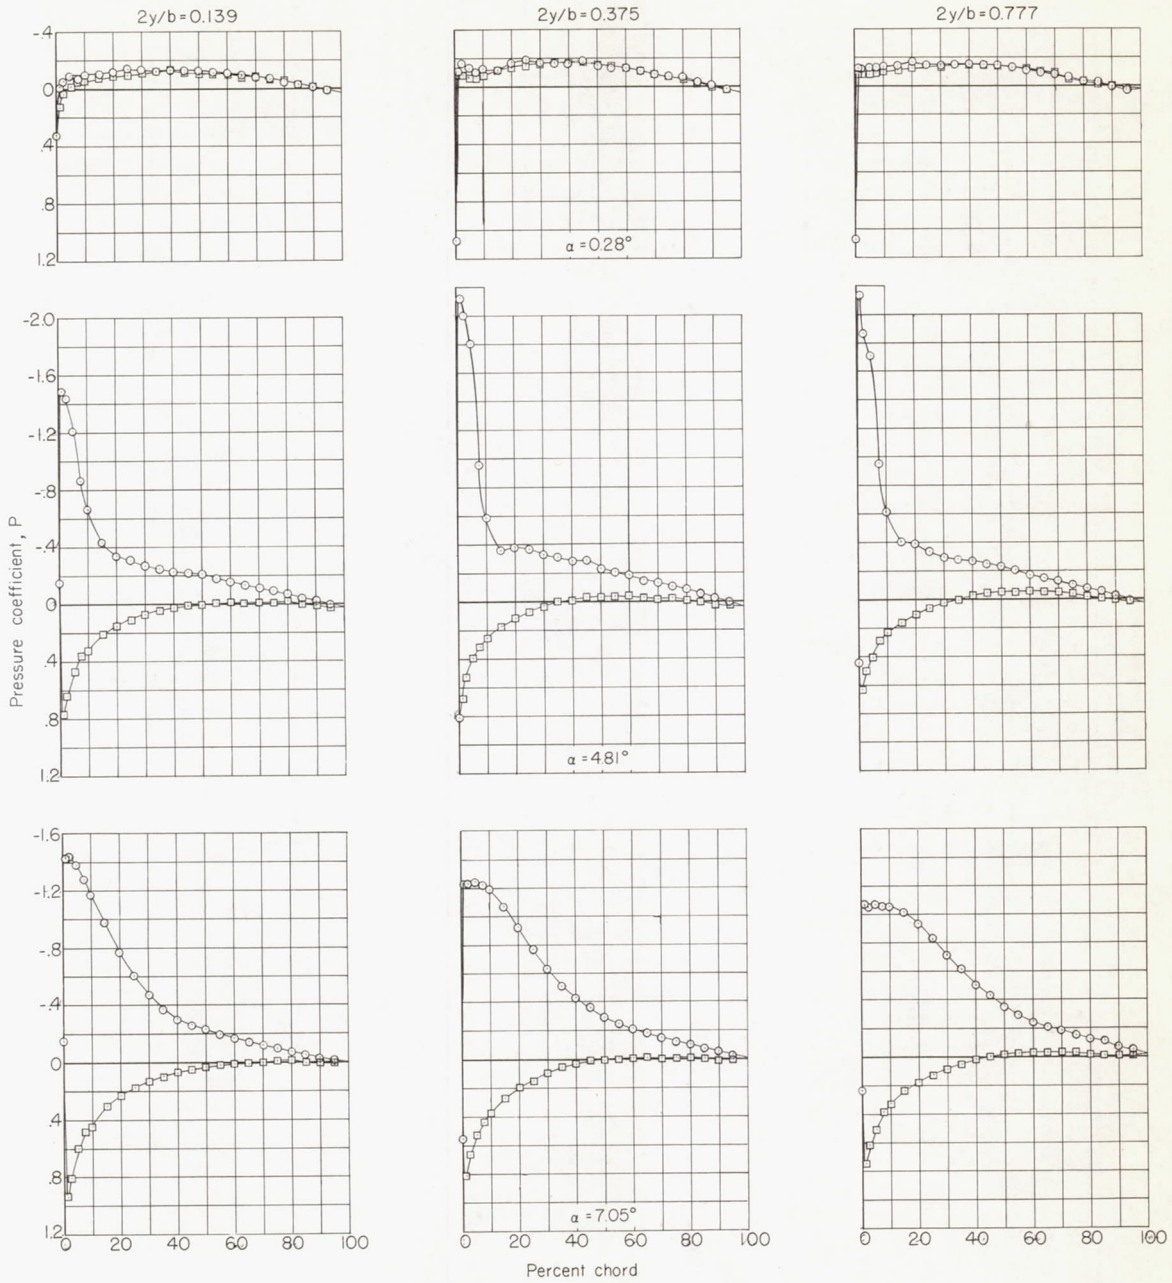 2y/b=0.139
2y/b=0.375
2y/b=0.777
-.4
0
.4
.8
1.2
α =0.28°
-2.0
-1.6
-1.2
-.8
-.4
0
.4
.8
1.2
α =4.81°
Pressure coefficient, P
-1.6
-1.2
-.8
-.4
0
.4
.8
1.2
α =7.05°
0 20 40 60 80 100
0 20 40 60 80 100
0 20 40 60 80 100
Percent chord